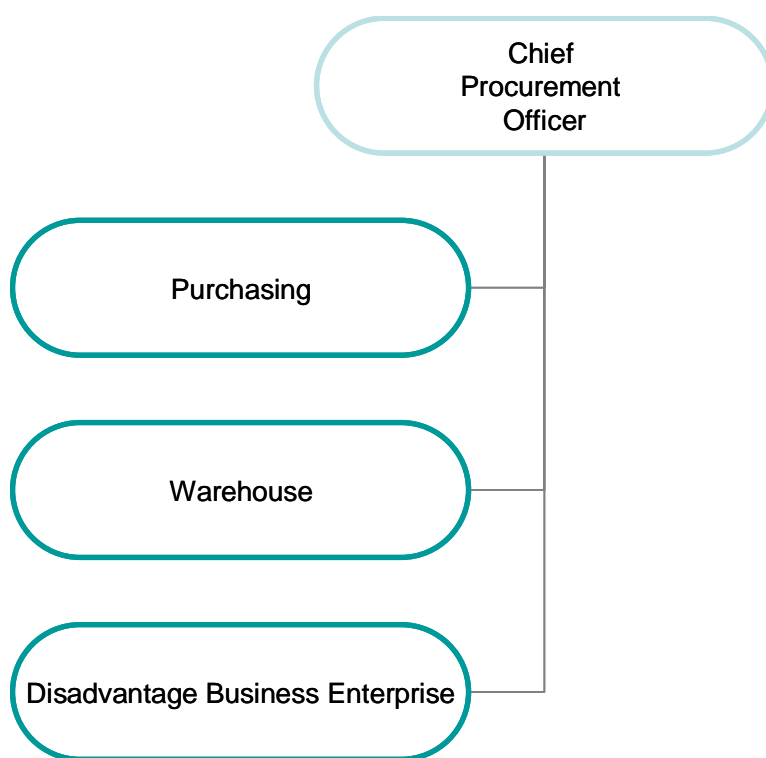 Chief
Procurement
Officer
Purchasing
Warehouse
Disadvantage Business Enterprise